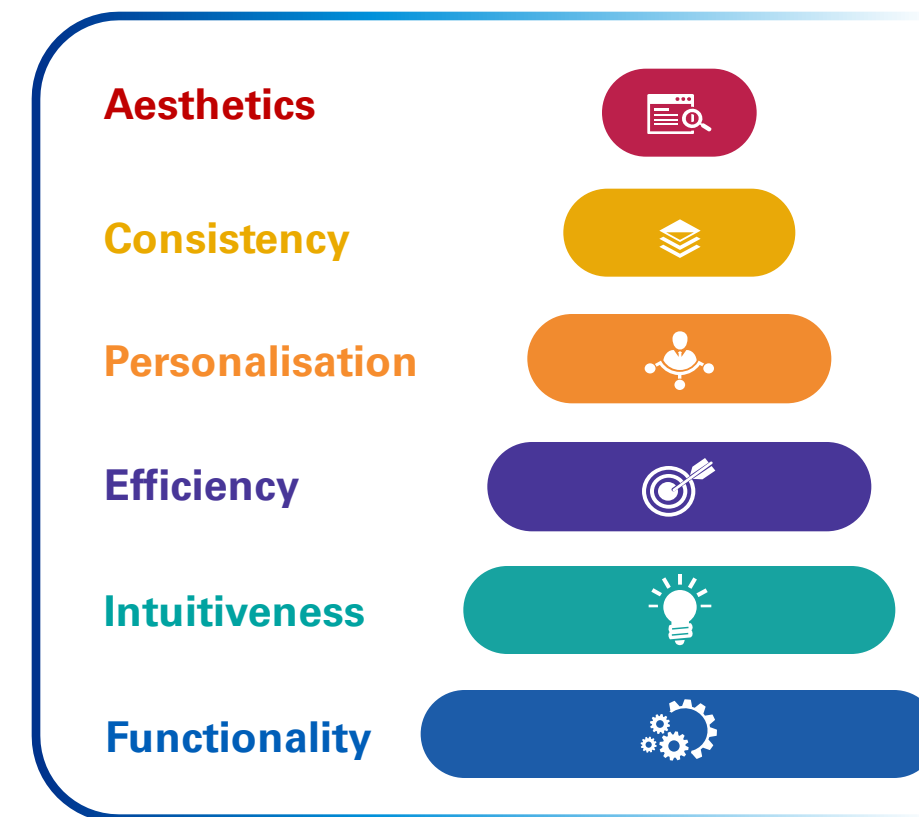 Aesthetics
Consistency
Personalisation
Efficiency
Intuitiveness
Functionality